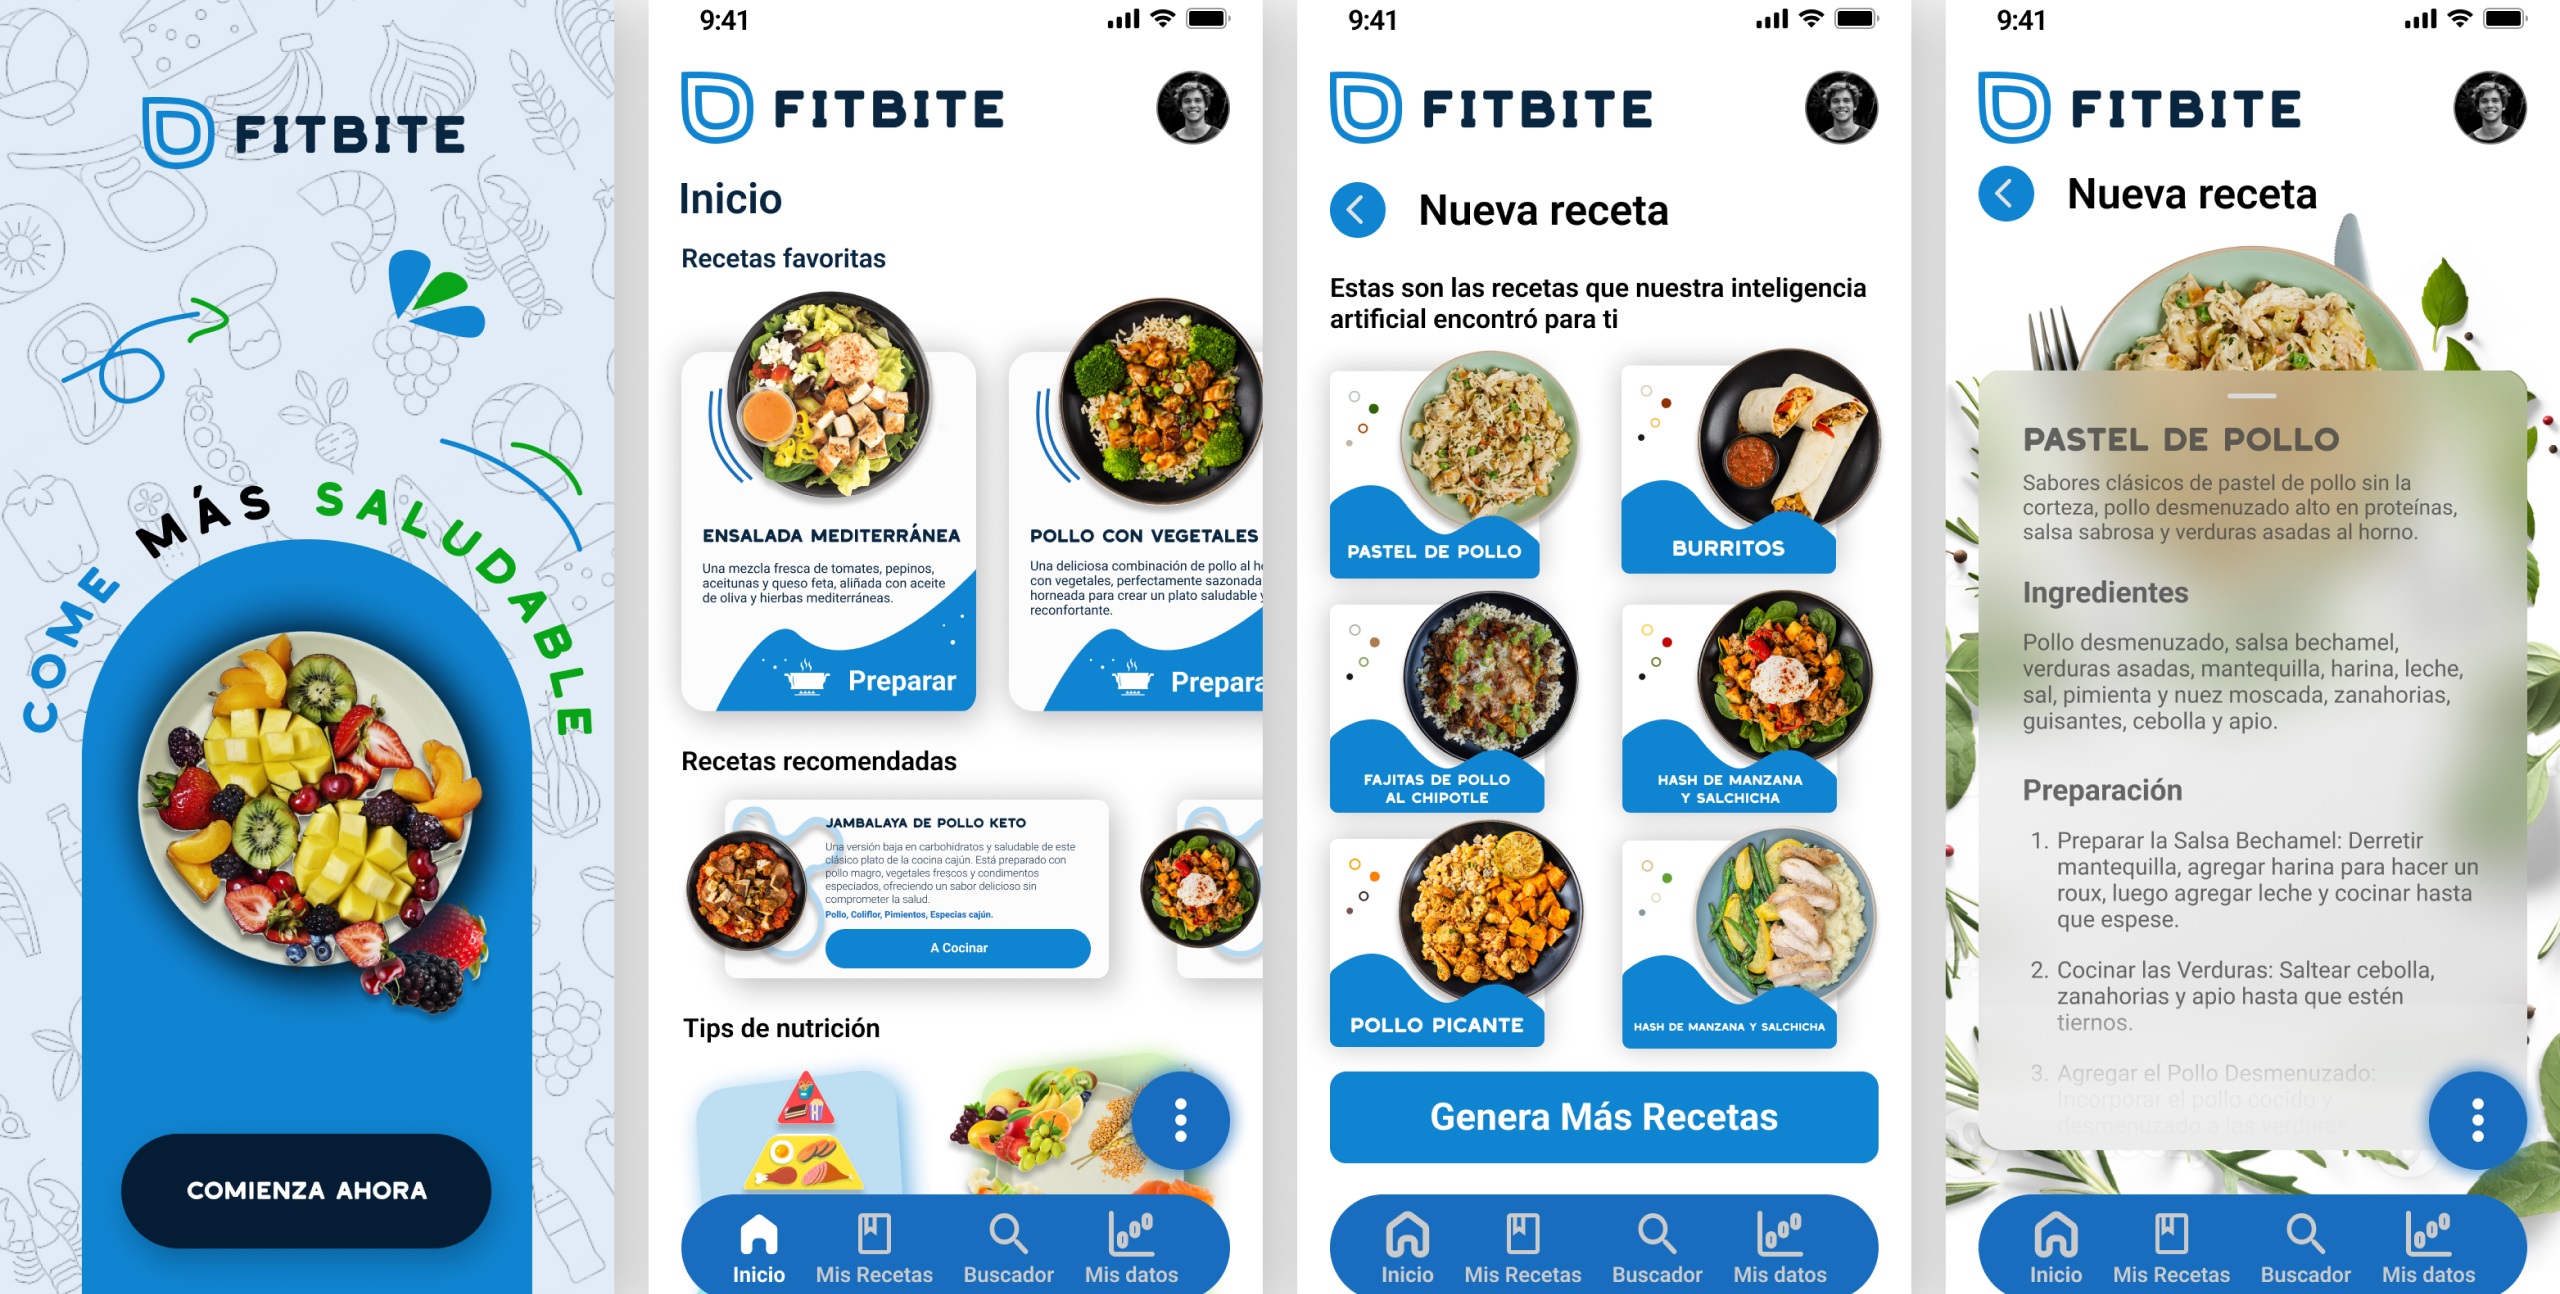 FITBITE
COME MÁS SALUDABLE
COMIENZA AHORA
9:41
FITBITE
Inicio
Recetas favoritas
ENSALADA MEDITERRÁNEA
Una mezcla fresca de tomates, pepinos,
aceitunas y queso feta, aliñada con aceite
de oliva y hierbas mediterráneas.
Preparar
POLLO CON VEGETALES
Una deliciosa combinación de pollo al
con vegetales, perfectamente sazonada
horneada para crear un plato saludable y
reconfortante.
Recetas recomendadas
JAMBALAYA DE POLLO KETO
Una versión baja en carbohidratos y saludable de este
clásico plato de la cocina cajún. Está preparado con
pollo magro, vegetales frescos y condimentos
especiados, ofreciendo un sabor delicioso sin
comprometer la salud.
Pollo, Coliflor, Pimientos, Especias cajún.
A Cocinar
Tips de nutrición
Inicio
Mis Recetas
Buscador
Mis datos
9:41
FITBITE
Nueva receta
Estas son las recetas que nuestra inteligencia
artificial encontró para ti
PASTEL DE POLLO
BURRITOS
FAJITAS DE POLLO
AL CHIPOTLE
HASH DE MANZANA
Y SALCHICHA
POLLO PICANTE
HASH DE MANZANA Y SALCHICHA
Genera Más Recetas
Inicio
Mis Recetas
Buscador
Mis datos
9:41
FITBITE
Nueva receta
PASTEL DE POLLO
Sabores clásicos de pastel de pollo sin la
corteza, pollo desmenuzado alto en proteínas,
salsa sabrosa y verduras asadas al horno.
Ingredientes
Pollo desmenuzado, salsa bechamel,
verduras asadas, mantequilla, harina, leche,
sal, pimienta y nuez moscada, zanahorias,
guisantes, cebolla y apio.
Preparación
1. Preparar la Salsa Bechamel: Derretir
mantequilla, agregar harina para hacer un
roux, luego agregar leche y cocinar hasta
que espese.
2. Cocinar las Verduras: Saltear cebolla,
zanahorias y apio hasta que estén
tiernos.
3. Agregar el Pollo Desmenuzado:
Incorporar el pollo cocido y
desmenuzado a las verduras.
Inicio
Mis Recetas
Buscador
Mis datos